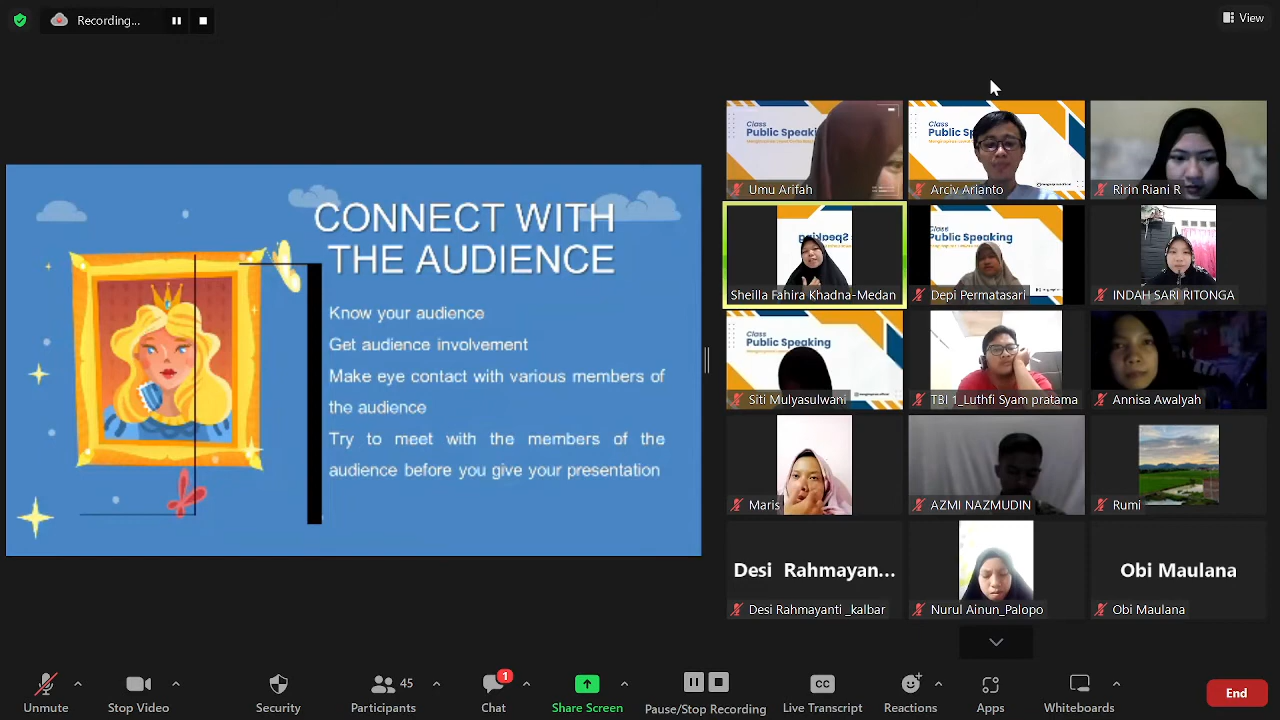 Recording...
View
CONNECT WITH
THE AUDIENCE
Know your audience
Get audience involvement
Make eye contact with various members of
the audience
Try to meet with the members of the
audience before you give your presentation
Class
Public Speaki
Umu Arifah
Class
Public Sp
Arciv Arianto
Ririn Riani R
Sheilla Fahira Khadna-Medan
Public Speaking
Depi Permatasari
INDAH SARI RITONGA
Class
Public Speaking
Siti Mulyasulwani
TBI 1_Luthfi Syam pratama
Annisa Awalyah
Maris
AZMI NAZMUDIN
Rumi
Desi Rahmayan...
Desi Rahmayanti _kalbar
Nurul Ainun_Palopo
Obi Maulana
Obi Maulana
Unmute
Stop Video
Security
45
Participants
1
Chat
Share Screen
Pause/Stop Recording
CC
Live Transcript
Reactions
Apps
Whiteboards
End